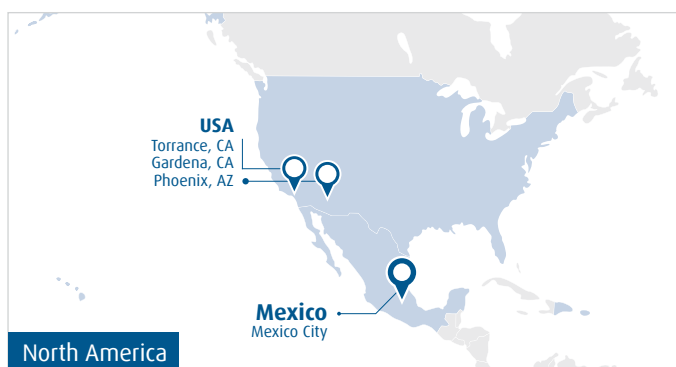 USA
Torrance, CA
Gardena, CA
Phoenix, AZ
Mexico
Mexico City
North America